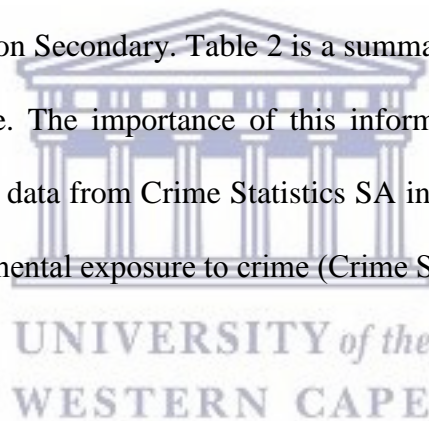 on Secondary. Table 2 is a summa
e. The importance of this inform
data from Crime Statistics SA in
mental exposure to crime (Crime S
UNIVERSITY of the
WESTERN CAPE